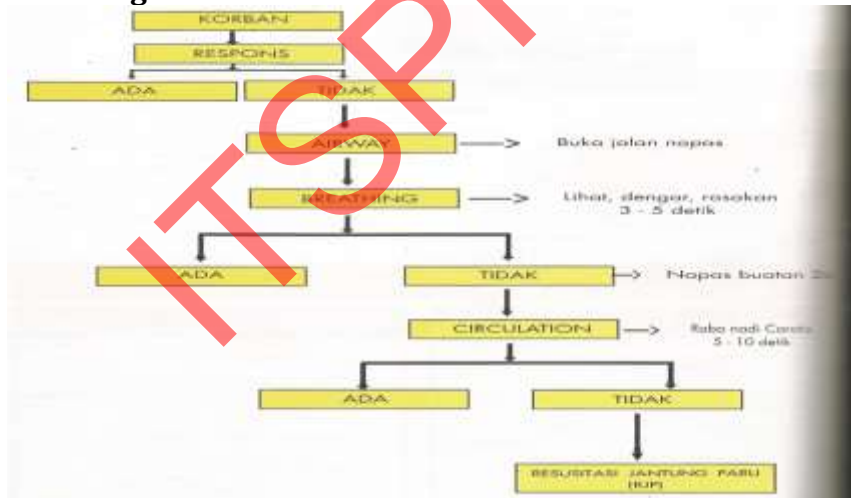 KORBAN
RESPONS
ADA
TIDAK
AIRWAY
Buka jalan napas
BREATHING
Lihat, dengar, rasakan
3 - 5 detik
ADA
TIDAK
Napas buatan
CIRCULATION
Raba nadi
5 - 10 detik
ADA
TIDAK
RESUSITASI JANTUNG PARU
(RJP)